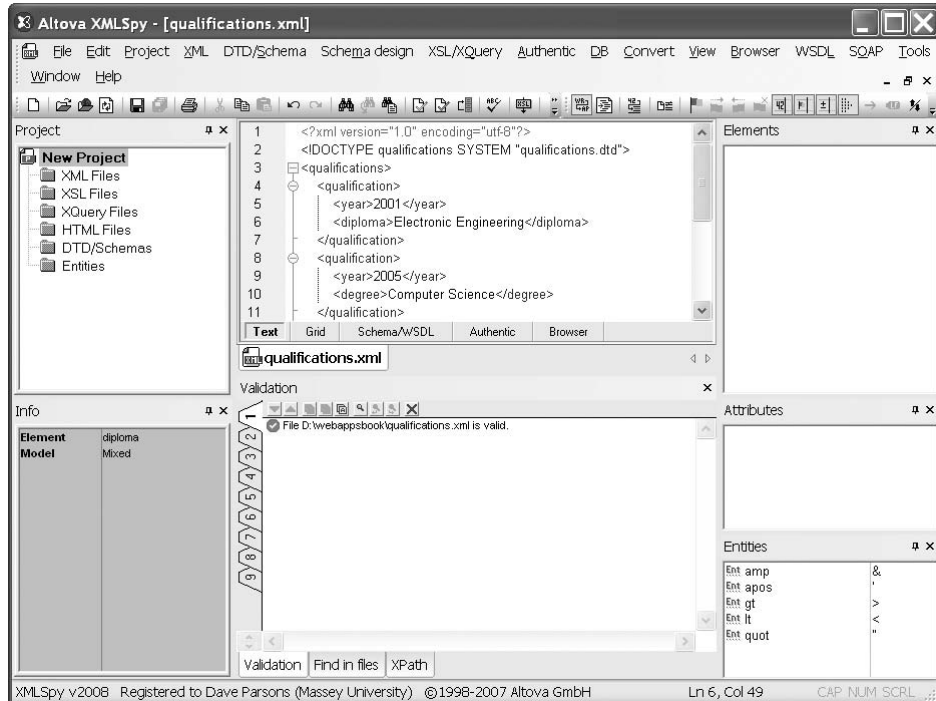 Altova XMLSpy - [qualifications.xml]
File Edit Project XML DTD/Schema Schema design XSL/XQuery Authentic DB Convert View Browser WSDL SOAP Tools
Window Help
Project
New Project
XML Files
XSL Files
XQuery Files
HTML Files
DTD/Schemas
Entities
1 <?xml version="1.0" encoding="utf-8"?>
2 <!DOCTYPE qualifications SYSTEM "qualifications.dtd">
3 <qualifications>
4 <qualification>
5 <year>2001</year>
6 <diploma>Electronic Engineering</diploma>
7 </qualification>
8 <qualification>
9 <year>2005</year>
10 <degree>Computer Science</degree>
11 </qualification>
Text Grid Schema/WSDL Authentic Browser
qualifications.xml
Elements
Info
Element diploma
Model Mixed
Validation
1
2
3
4
5
6
7
8
9
File D:\webappsbook\qualifications.xml is valid.
Validation Find in files XPath
Attributes
Entities
Ent amp &
Ent apos '
Ent gt >
Ent lt <
Ent quot "
XMLSpy v2008 Registered to Dave Parsons (Massey University) ©1998-2007 Altova GmbH Ln 6, Col 49 CAP NUM SCRL